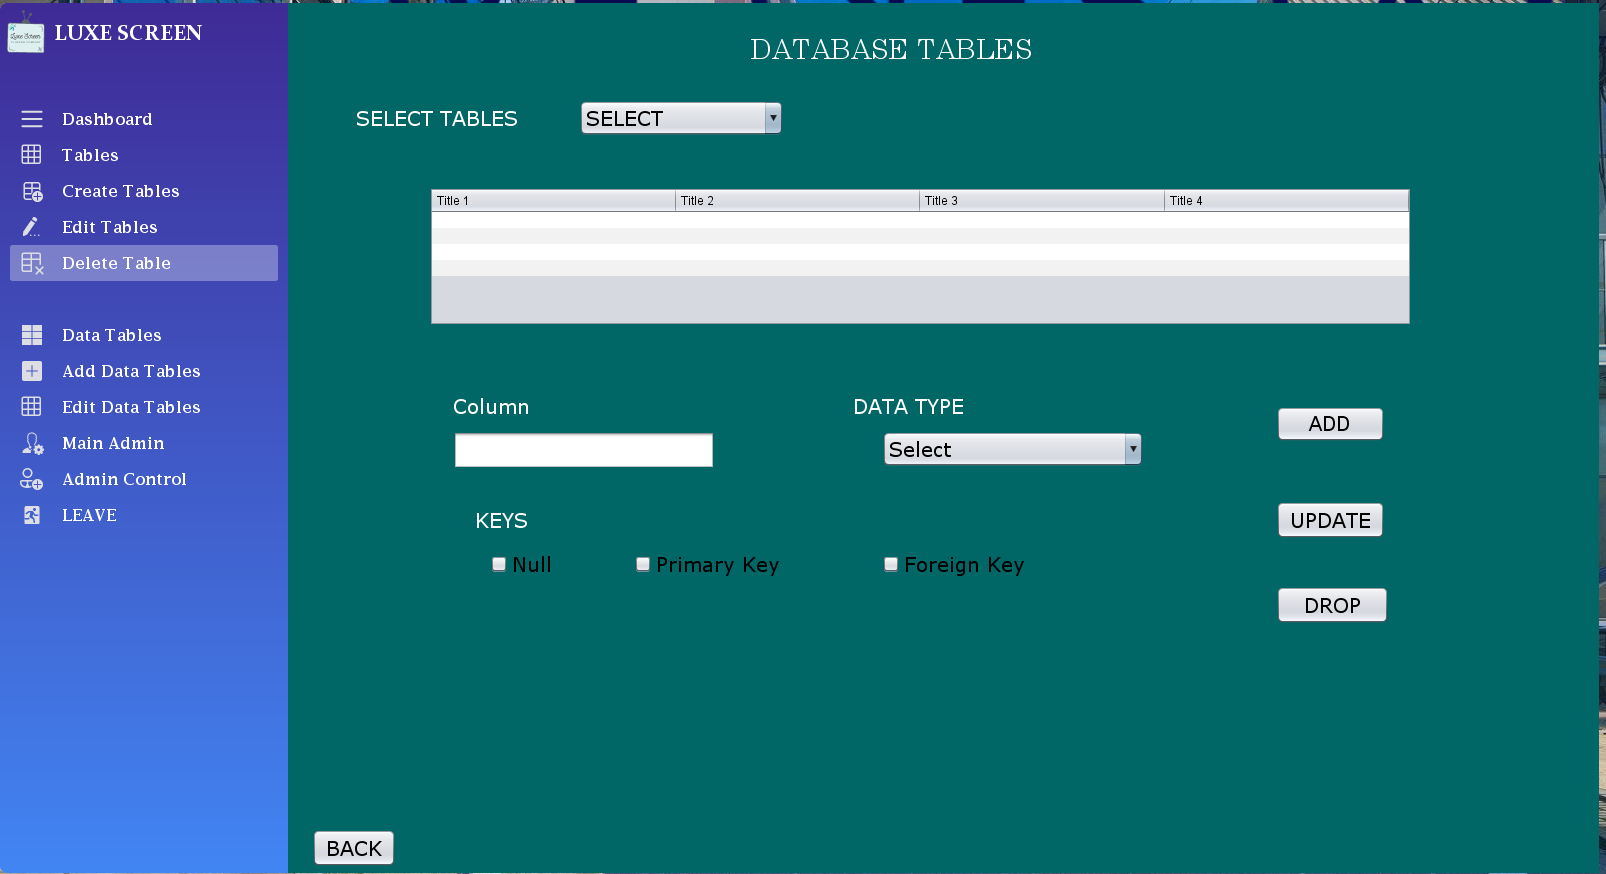 LUXE SCREEN
Dashboard
Tables
Create Tables
Edit Tables
Delete Table
Data Tables
Add Data Tables
Edit Data Tables
Main Admin
Admin Control
LEAVE
DATABASE TABLES
SELECT TABLES SELECT
Title 1 Title 2 Title 3 Title 4
Column DATA TYPE
Select
ADD
KEYS
UPDATE
Null Primary Key Foreign Key
DROP
BACK